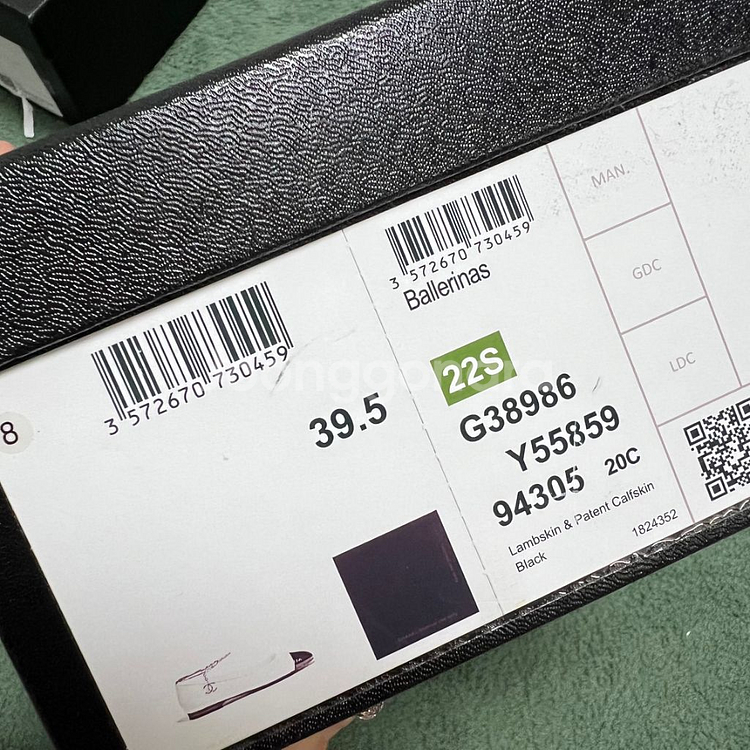 8
3 572670 730459
39.5
3 572670 730459
Ballerinas
22S
G38986
Y55859
94305 20C
Lambskin & Patent Calfskin
Black
1824352
MAN.
GDC
LDC